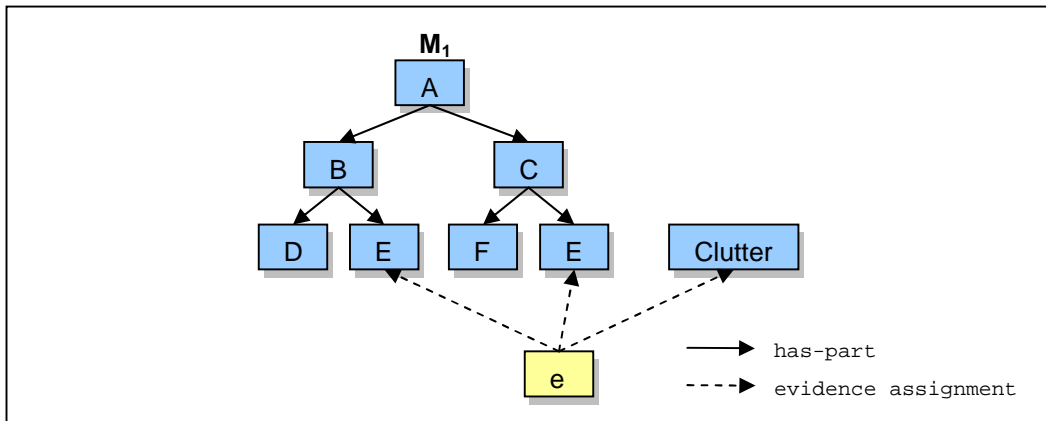 M₁
A
B C
D E F E Clutter
e
has-part
evidence assignment